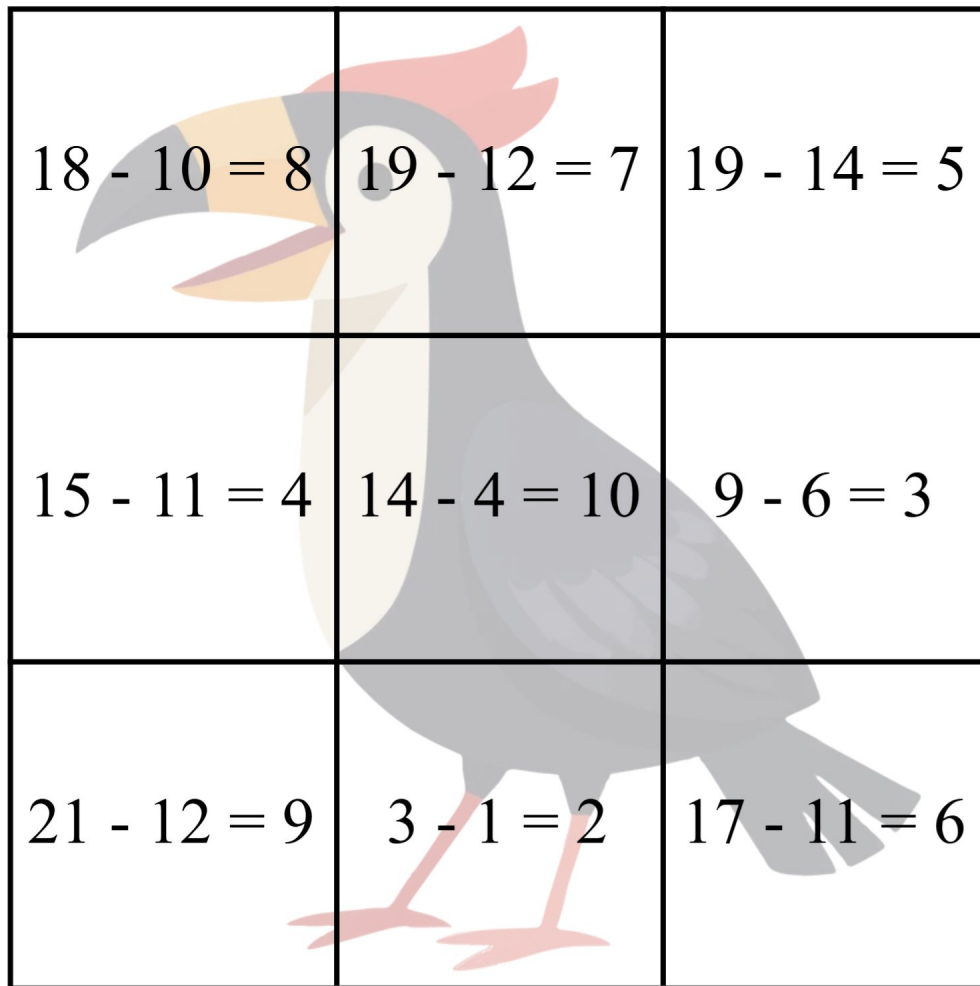 18 - 10 = 8
19 - 12 = 7
19 - 14 = 5
15 - 11 = 4
14 - 4 = 10
9 - 6 = 3
21 - 12 = 9
3 - 1 = 2
17 - 11 = 6